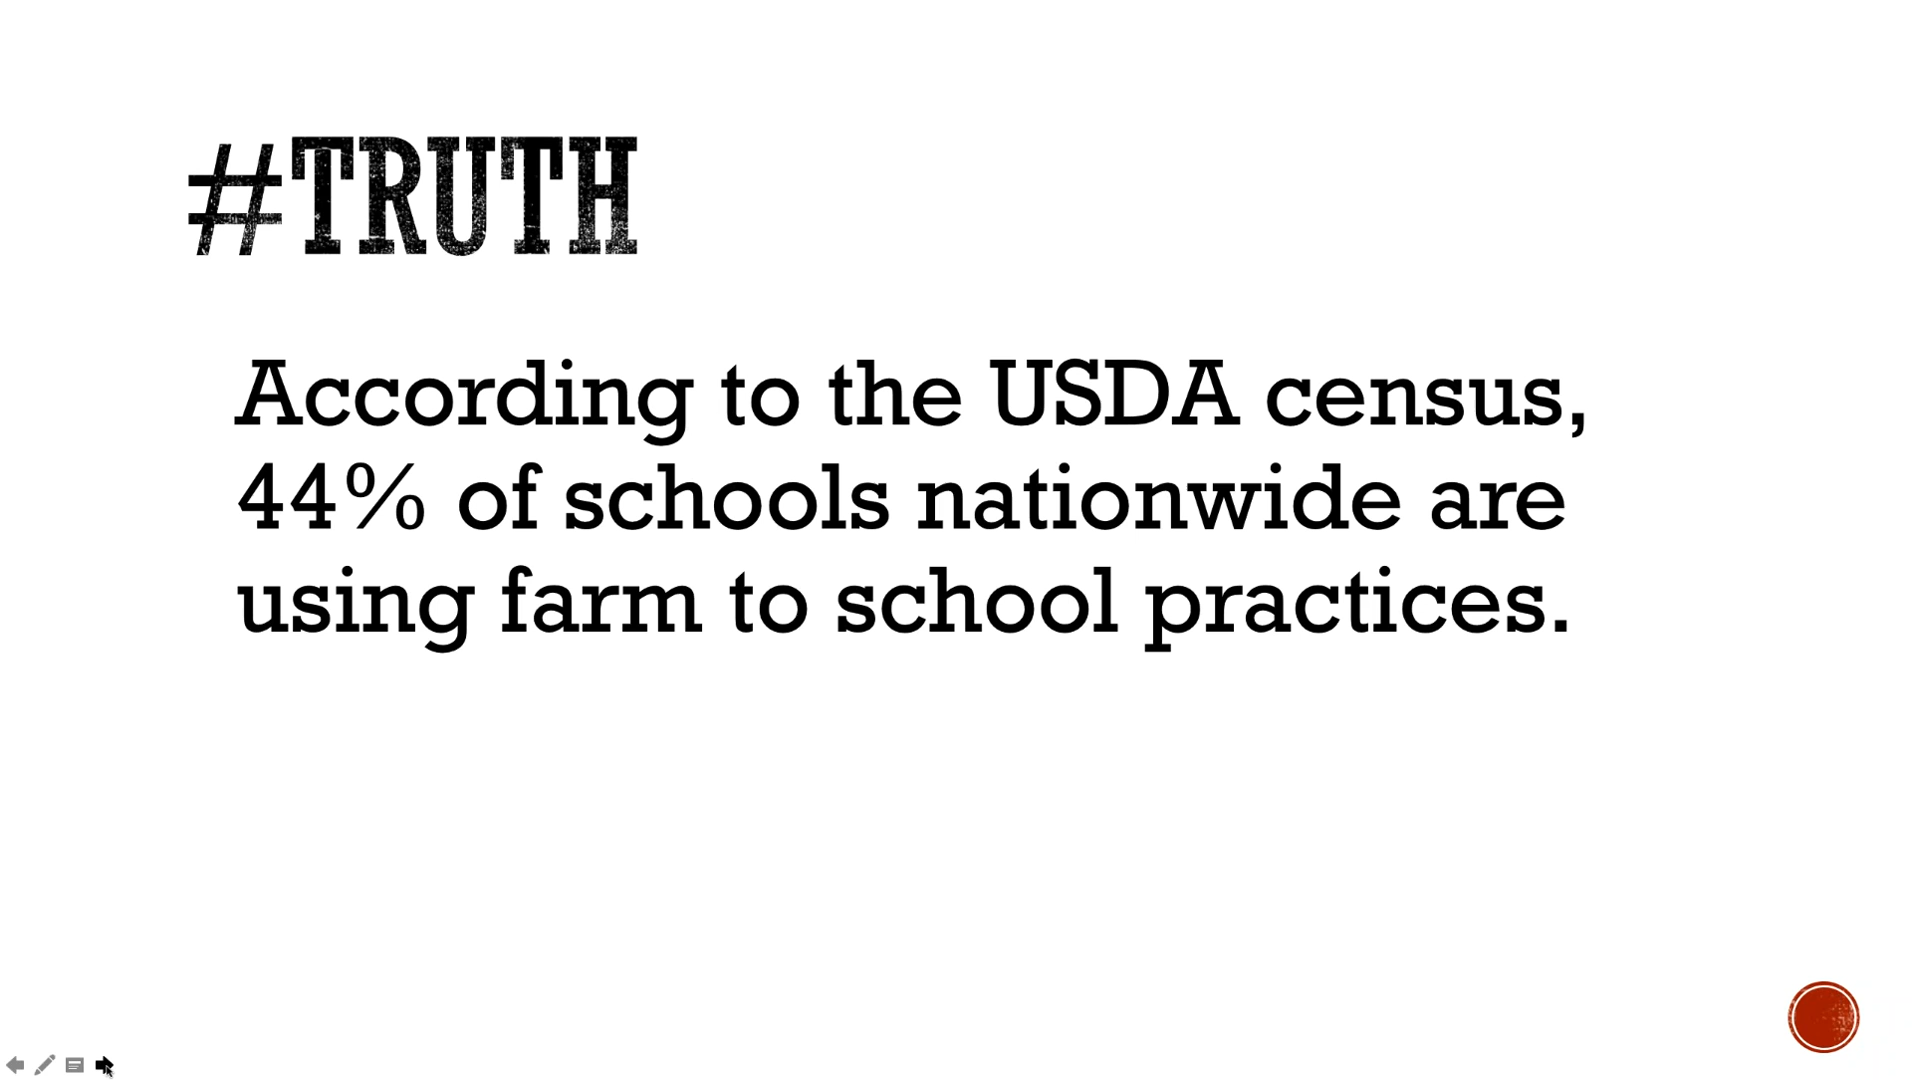 #TRUTH
According to the USDA census,
44% of schools nationwide are
using farm to school practices.